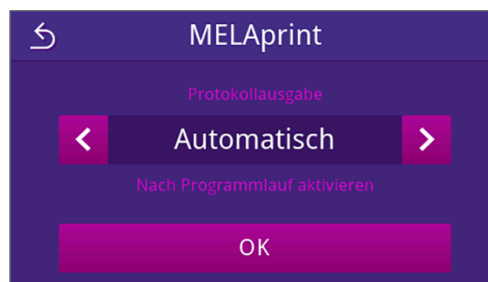 MELAprint
Protokollausgabe
Automatisch
Nach Programmlauf aktivieren
OK